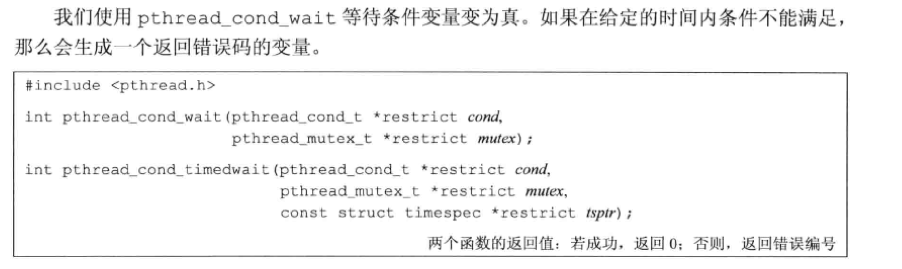 我们使用 pthread_cond_wait 等待条件变量变为真。如果在给定的时间内条件不能满足，
那么会生成一个返回错误码的变量。
#include <pthread.h>
int pthread_cond_wait(pthread_cond_t *restrict cond,
pthread_mutex_t *restrict mutex);
int pthread_cond_timedwait(pthread_cond_t *restrict cond,
pthread_mutex_t *restrict mutex,
const struct timespec *restrict tsptr);
两个函数的返回值：若成功，返回 0；否则，返回错误编号